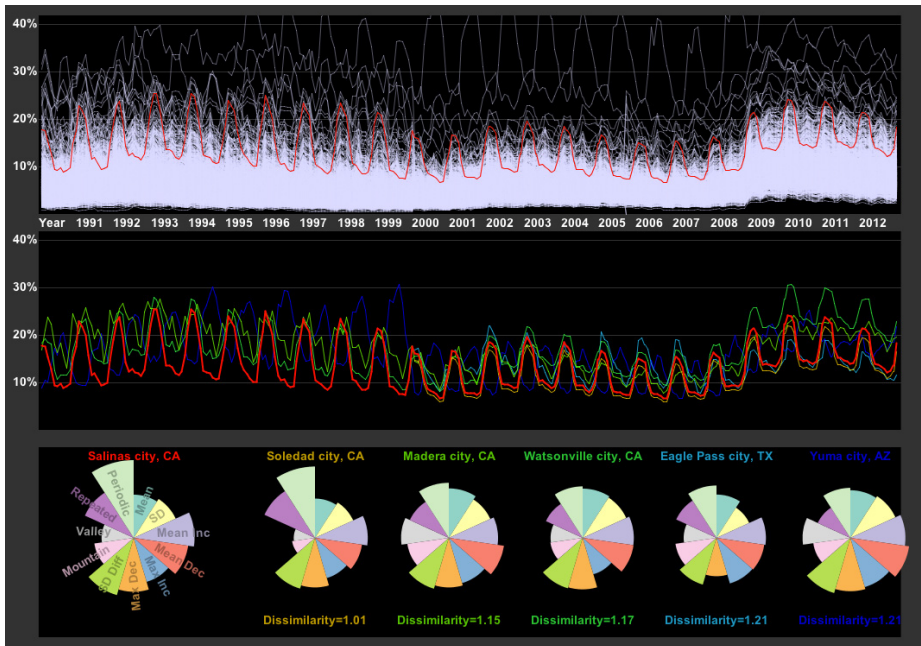 40%
30%
20%
10%
Year 1991 1992 1993 1994 1995 1996 1997 1998 1999 2000 2001 2002 2003 2004 2005 2006 2007 2008 2009 2010 2011 2012
40%
30%
20%
10%
Salinas city, CA Soledad city, CA Madera city, CA Watsonville city, CA Eagle Pass city, TX Yuma city, AZ
Periodic
Mean
Repeated
SD
Valley
Mean Inc
Mountain
Mean Dec
SD Diff
Max Dec
Max Inc
Dissimilarity=1.01 Dissimilarity=1.15 Dissimilarity=1.17 Dissimilarity=1.21 Dissimilarity=1.21